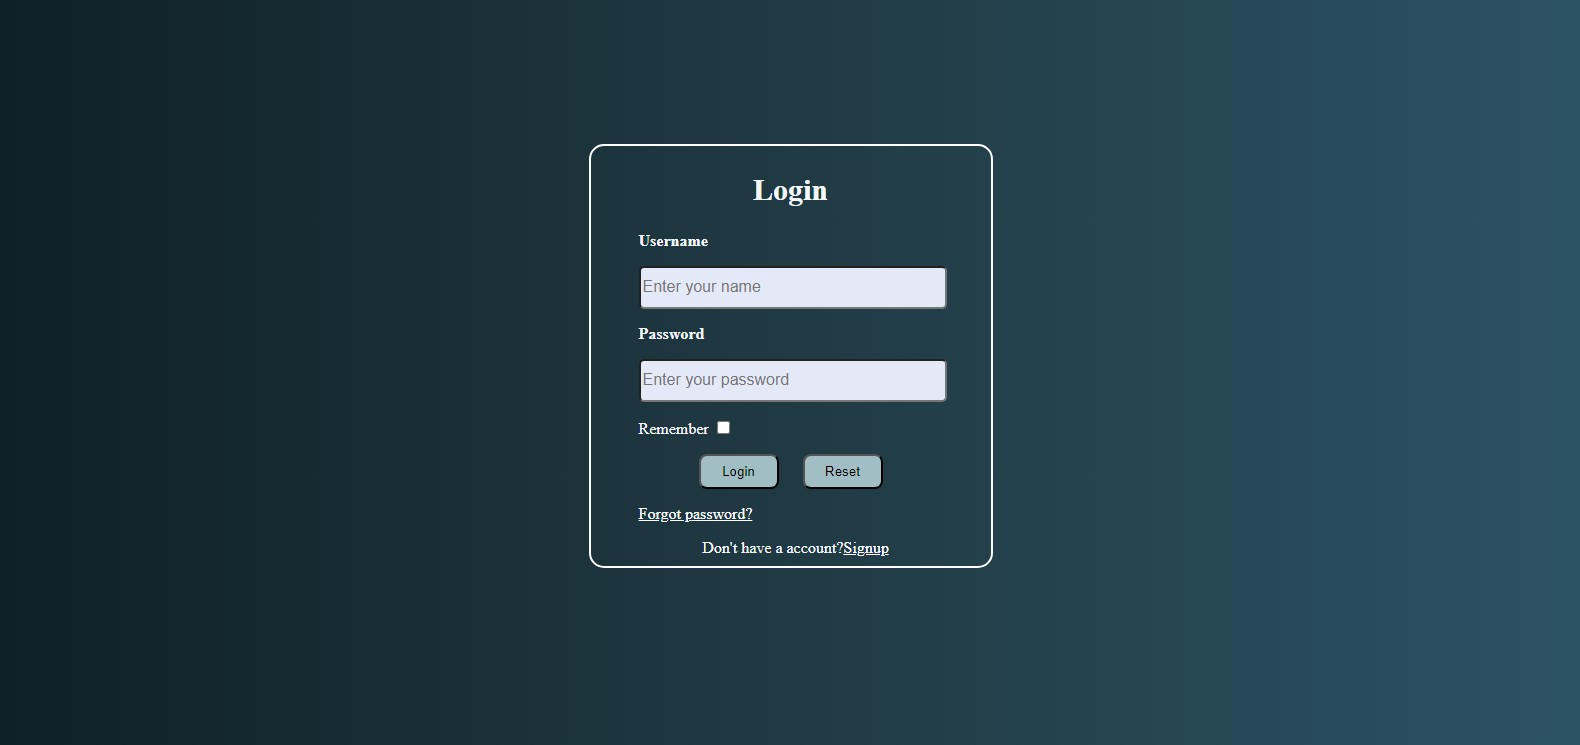 Login
Username
Enter your name
Password
Enter your password
Remember
Login Reset
Forgot password?
Don't have a account?Signup